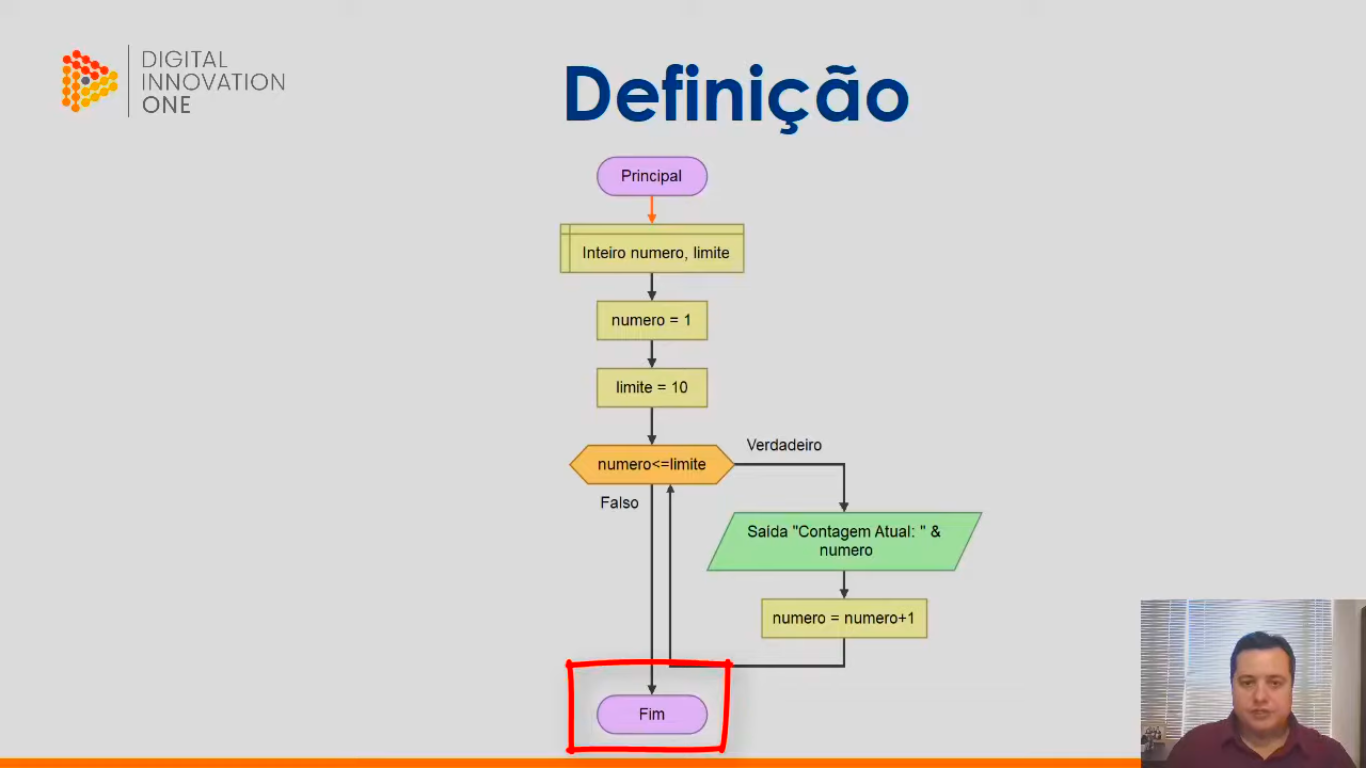 DIGITAL
INNOVATION
ONE
Definição
Principal
Inteiro numero, limite
numero = 1
limite = 10
numero<=limite
Verdadeiro
Falso
Saída "Contagem Atual: " &
numero
numero = numero+1
Fim